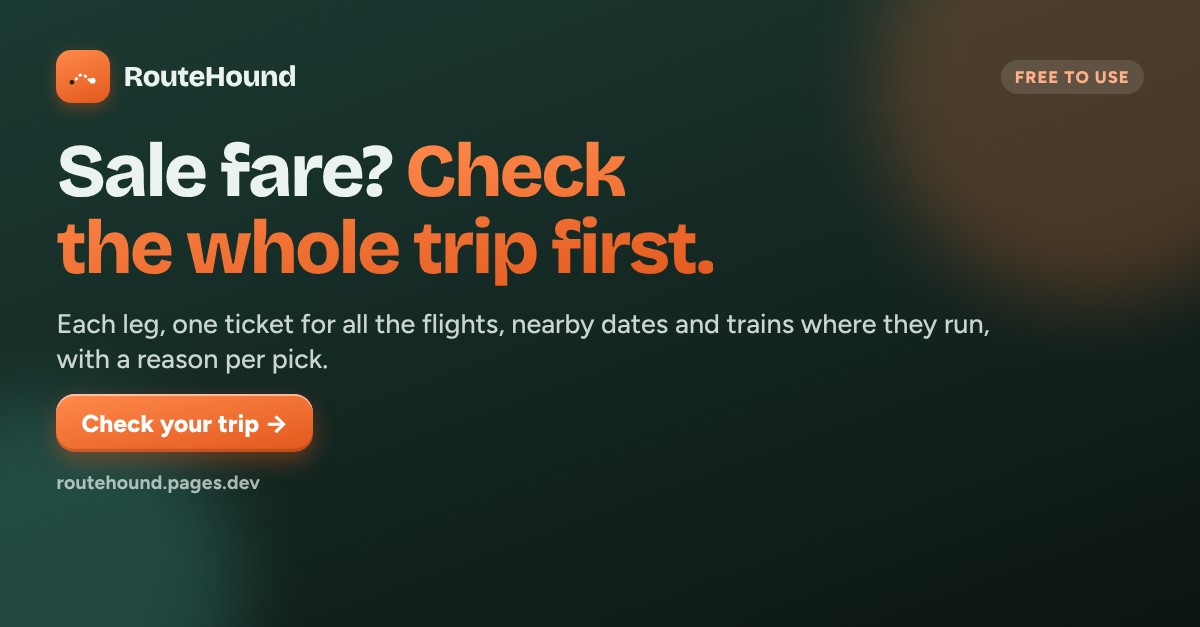 RouteHound
FREE TO USE
Sale fare? Check
the whole trip first.
Each leg, one ticket for all the flights, nearby dates and trains where they run,
with a reason per pick.
Check your trip →
routehound.pages.dev